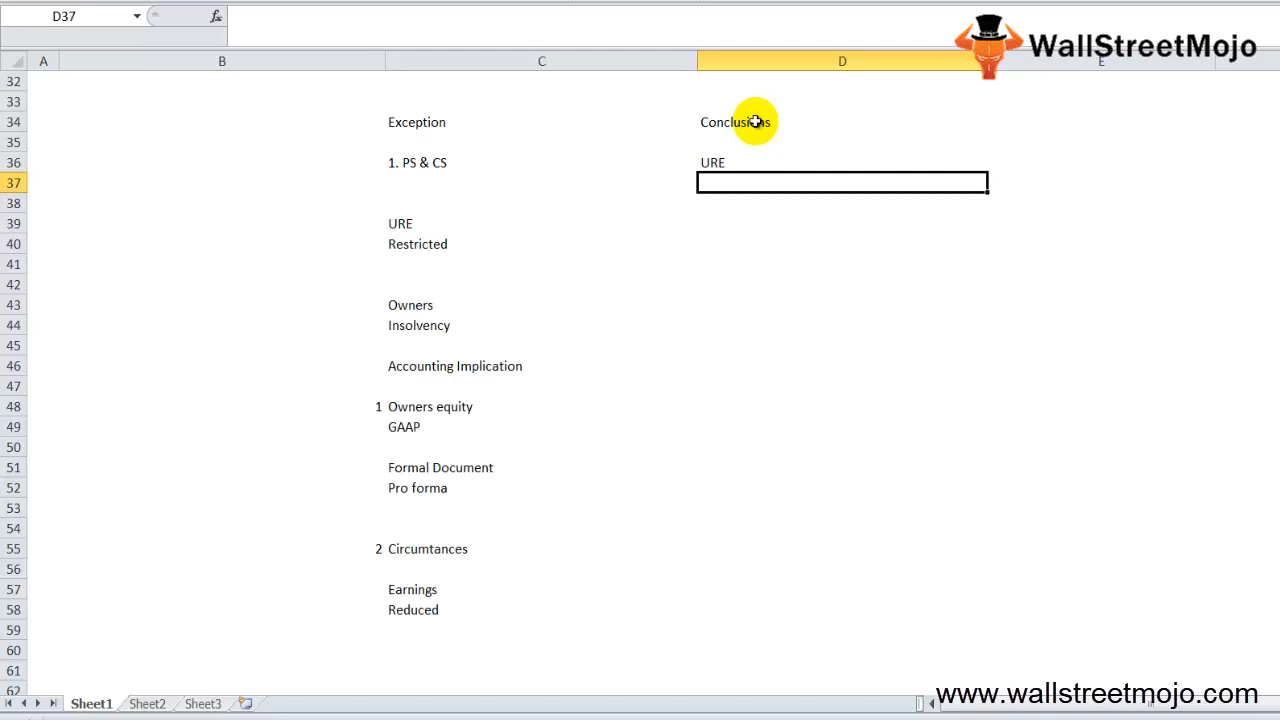 D37
fx
WallStreetMojo
A B C D E
32
33
34 Exception Conclusions
35
36 1. PS & CS URE
37
38
39 URE
40 Restricted
41
42
43 Owners
44 Insolvency
45
46 Accounting Implication
47
48 1 Owners equity
49 GAAP
50
51 Formal Document
52 Pro forma
53
54
55 2 Circumtances
56
57 Earnings
58 Reduced
59
60
61
62
Sheet1 Sheet2 Sheet3
www.wallstreetmojo.com